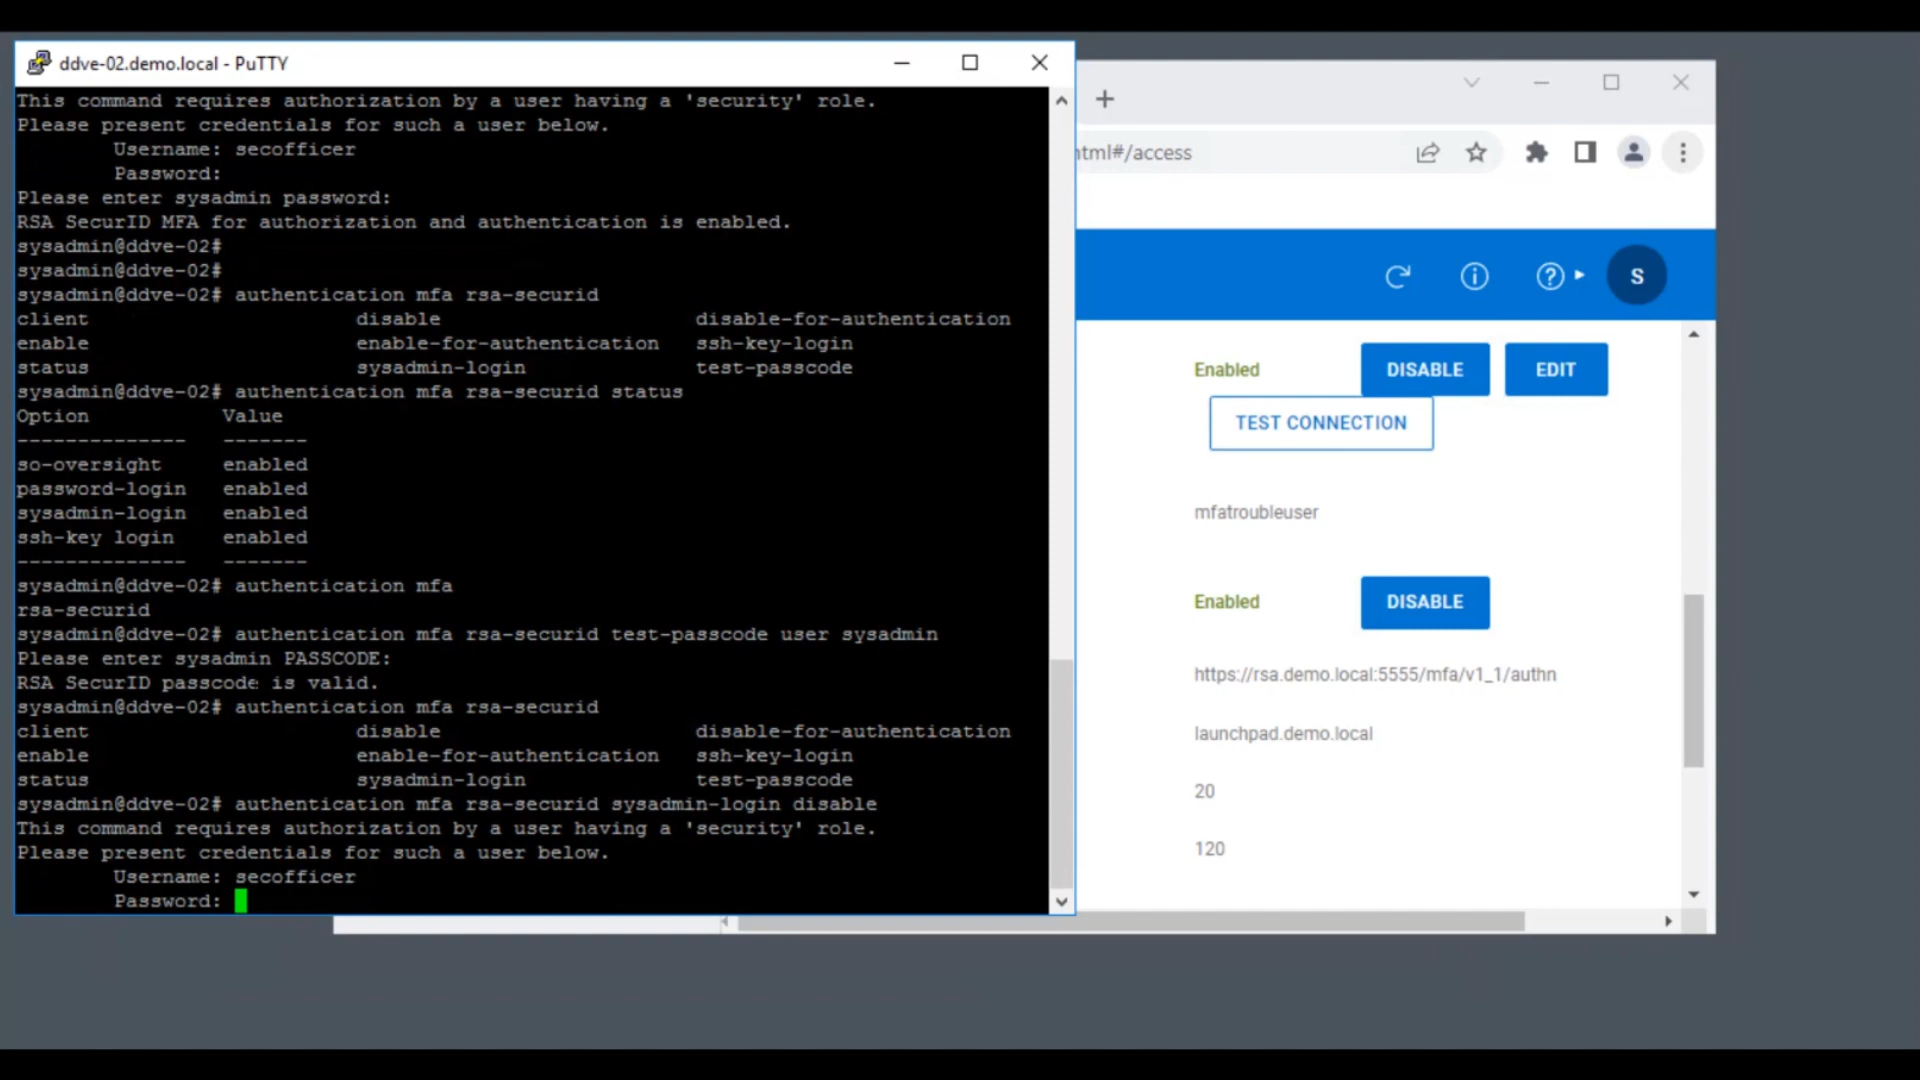 ddve-02.demo.local - PuTTY
This command requires authorization by a user having a 'security' role.
Please present credentials for such a user below.
Username: secofficer
Password:
Please enter sysadmin password:
RSA SecurID MFA for authorization and authentication is enabled.
sysadmin@ddve-02#
sysadmin@ddve-02#
sysadmin@ddve-02# authentication mfa rsa-securid
client disable disable-for-authentication
enable enable-for-authentication ssh-key-login
status sysadmin-login test-passcode
sysadmin@ddve-02# authentication mfa rsa-securid status
Option Value
-------------- -------
so-oversight enabled
password-login enabled
sysadmin-login enabled
ssh-key login enabled
-------------- -------
sysadmin@ddve-02# authentication mfa
rsa-securid
sysadmin@ddve-02# authentication mfa rsa-securid test-passcode user sysadmin
Please enter sysadmin PASSCODE:
RSA SecurID passcode is valid.
sysadmin@ddve-02# authentication mfa rsa-securid
client disable disable-for-authentication
enable enable-for-authentication ssh-key-login
status sysadmin-login test-passcode
sysadmin@ddve-02# authentication mfa rsa-securid sysadmin-login disable
This command requires authorization by a user having a 'security' role.
Please present credentials for such a user below.
Username: secofficer
Password:
html#/access
S
Enabled DISABLE EDIT
TEST CONNECTION
mfatroubleuser
Enabled DISABLE
https://rsa.demo.local:5555/mfa/v1_1/authn
launchpad.demo.local
20
120